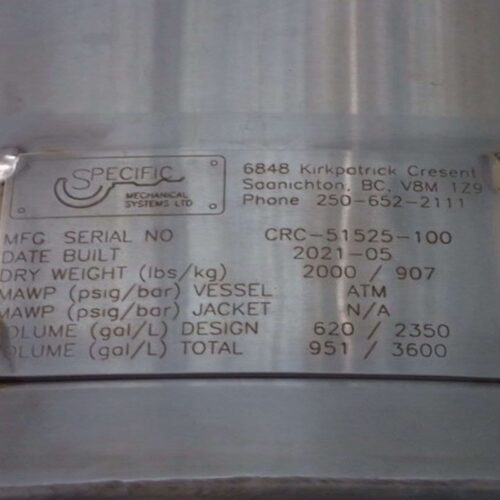 SPECIFIC
MECHANICAL
SYSTEMS LTD
6848 Kirkpatrick Cresent
Saanichton, BC, V8M 1Z9
Phone 250-652-2111
MFG SERIAL NO CRC-51525-100
DATE BUILT 2021-05
DRY WEIGHT (lbs/kg) 2000 / 907
MAWP (psig/bar) VESSEL ATM
MAWP (psig/bar) JACKET N/A
OLUME (gal/L) DESIGN 620 / 2350
OLUME (gal/L) TOTAL 951 / 3600